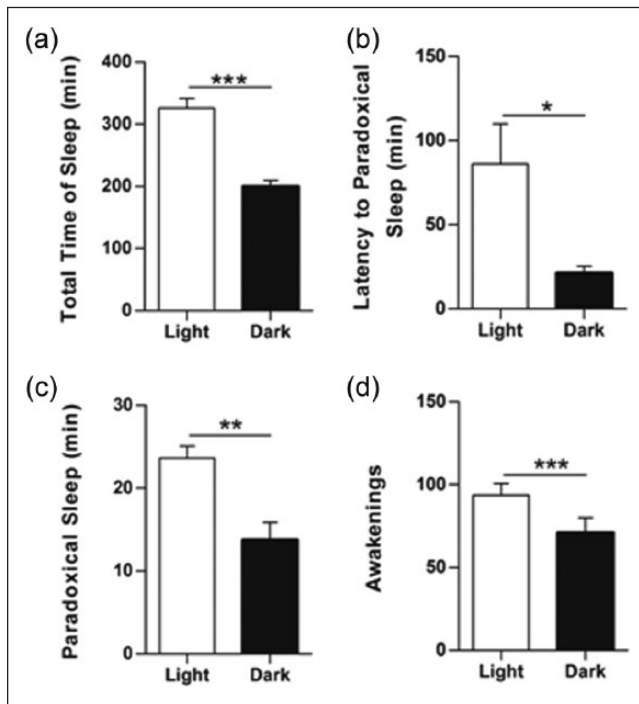 (a)
Total Time of Sleep (min)
400
300
200
300
0
***
Light Dark
(b)
Latency to Paradoxical
Sleep (min)
150
100
50
0
*
Light Dark
(c)
Paradoxical Sleep (min)
30
20
10
0
**
Light Dark
(d)
Awakenings
150
100
50
0
***
Light Dark